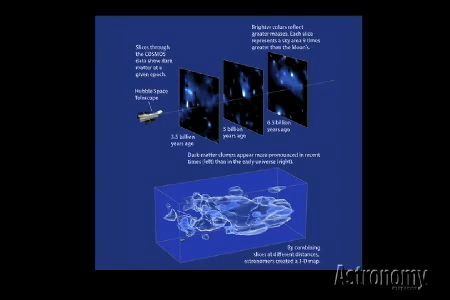 Brighter colors reflect
greater masses. Each slice
represents a sky area 9 times
greater than the Moon's.
Slices through
the COSMOS
data show dark
matter at a
given epoch.
Hubble Space
Telescope
3.5 billion
years ago
5 billion
years ago
6.5 billion
years ago
Dark-matter clumps appear more pronounced in recent
times (left) than in the early universe (right).
By combining
slices at different distances,
astronomers created a 3-D map.
Astronomy